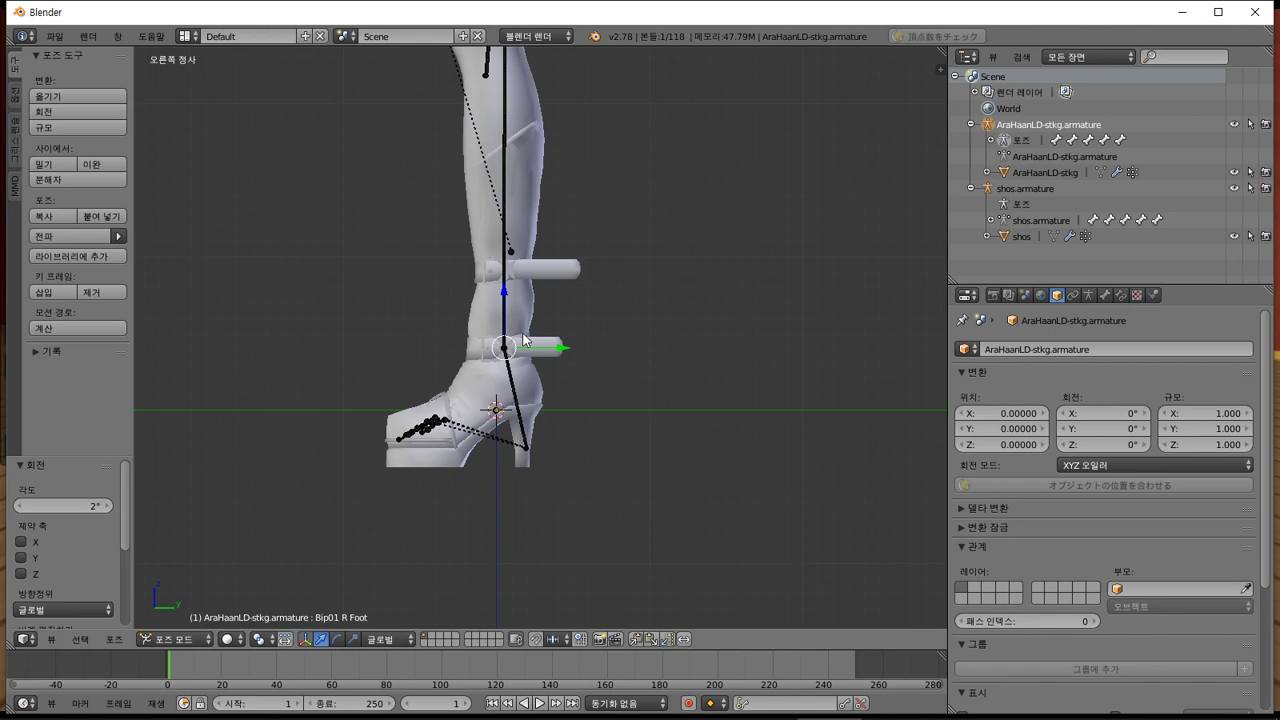 Blender
파일 렌더 창 도움말 Default Scene 블렌더 렌더 v2.78 | 본들:1/118 | 메모리:47.79M | AraHaanLD-stkg.armature 頂点数をチェック
포즈 도구
변환:
옮기기
회전
규모
사이에서:
밀기 이완
분해자
포즈:
복사 붙여 넣기
전파
라이브러리에 추가
키 프레임:
삽입 제거
모션 경로:
계산
기록
MMD
회전
각도
2°
제약 축
X
Y
Z
방향점위
글로벌
오른쪽 정사
z
y
(1) AraHaanLD-stkg.armature : Bip01 R Foot
뷰 선택 포즈 포즈 모드 글로벌
-40 -20 0 20 40 60 80 100 120 140 160 180 200 220 240 260 280
뷰 마커 프레임 재생 시작: 1 종료: 250 1 동기화 없음
뷰 검색 모든 장면
Scene
렌더 레이어
World
AraHaanLD-stkg.armature
포즈
AraHaanLD-stkg.armature
AraHaanLD-stkg
shos.armature
포즈
shos.armature
shos
AraHaanLD-stkg.armature
AraHaanLD-stkg.armature
변환
위치: 회전: 규모:
X: 0.00000 X: 0° X: 1.000
Y: 0.00000 Y: 0° Y: 1.000
Z: 0.00000 Z: 0° Z: 1.000
회전 모드: XYZ 오일러
オブジェクトの位置を合わせる
델타 변환
변환 잠금
관계
레이어: 부모:
오브젝트
패스 인덱스: 0
그룹
그룹에 추가
표시